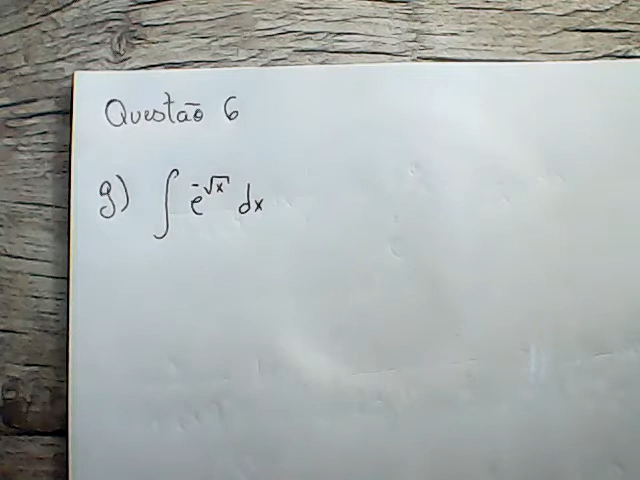 Questão 6
g) ∫ e^{-√x} dx